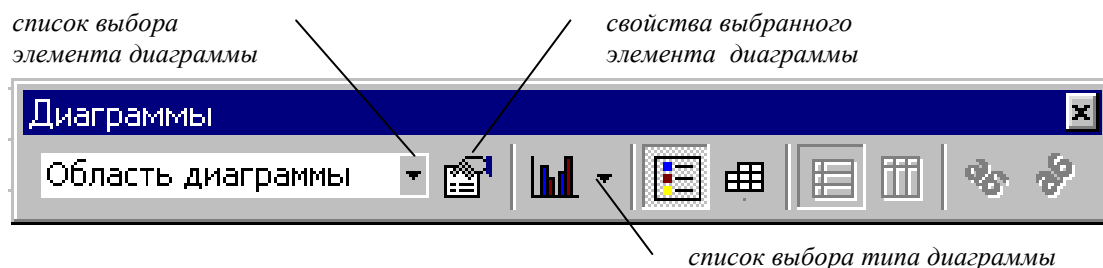 список выбора
элемента диаграммы
свойства выбранного
элемента диаграммы
Диаграммы
Область диаграммы
список выбора типа диаграммы